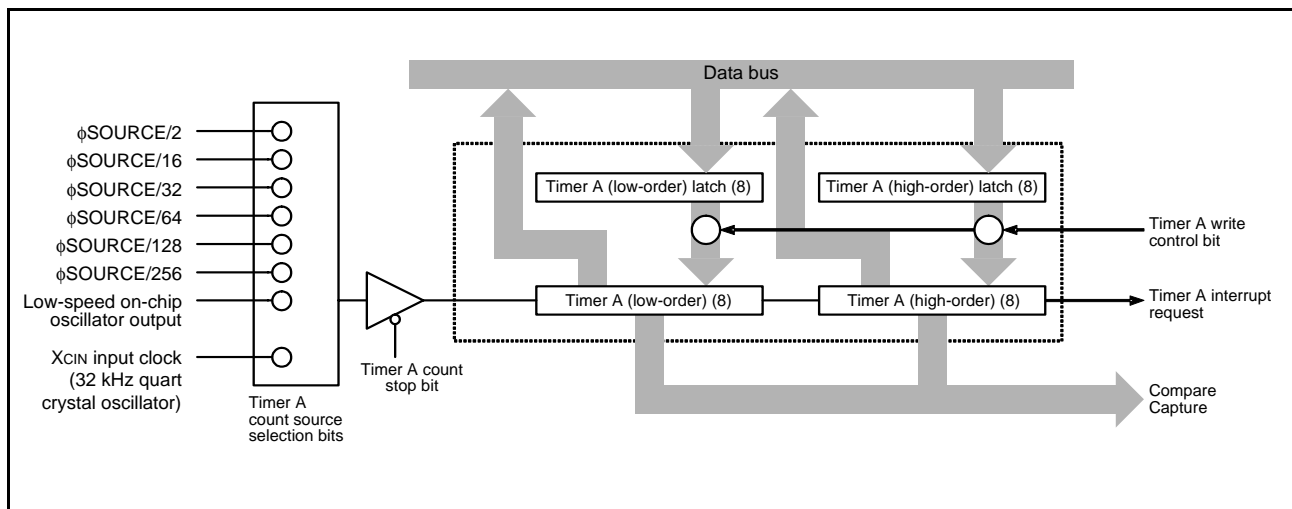 Data bus
φSOURCE/2
φSOURCE/16
φSOURCE/32
φSOURCE/64
φSOURCE/128
φSOURCE/256
Low-speed on-chip
oscillator output
XCIN input clock
(32 kHz quart
crystal oscillator)
Timer A
count source
selection bits
Timer A count
stop bit
Timer A (low-order) latch (8)
Timer A (high-order) latch (8)
Timer A write
control bit
Timer A (low-order) (8)
Timer A (high-order) (8)
Timer A interrupt
request
Compare
Capture